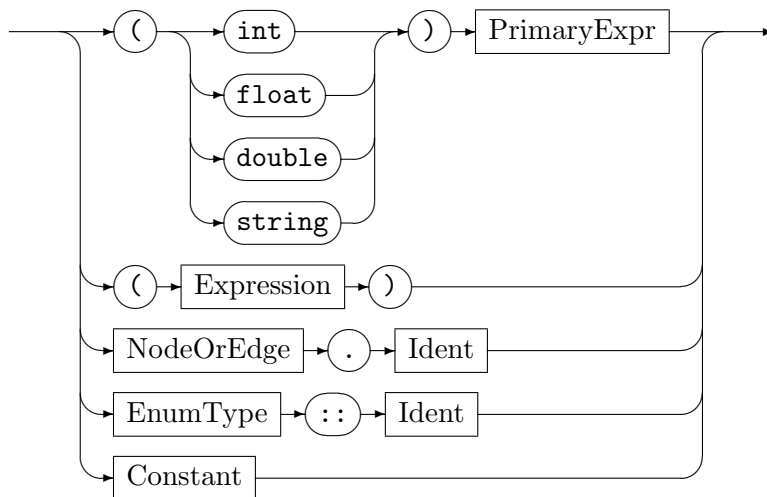 ( int ) PrimaryExpr
float
double
string
( Expression )
NodeOrEdge . Ident
EnumType :: Ident
Constant